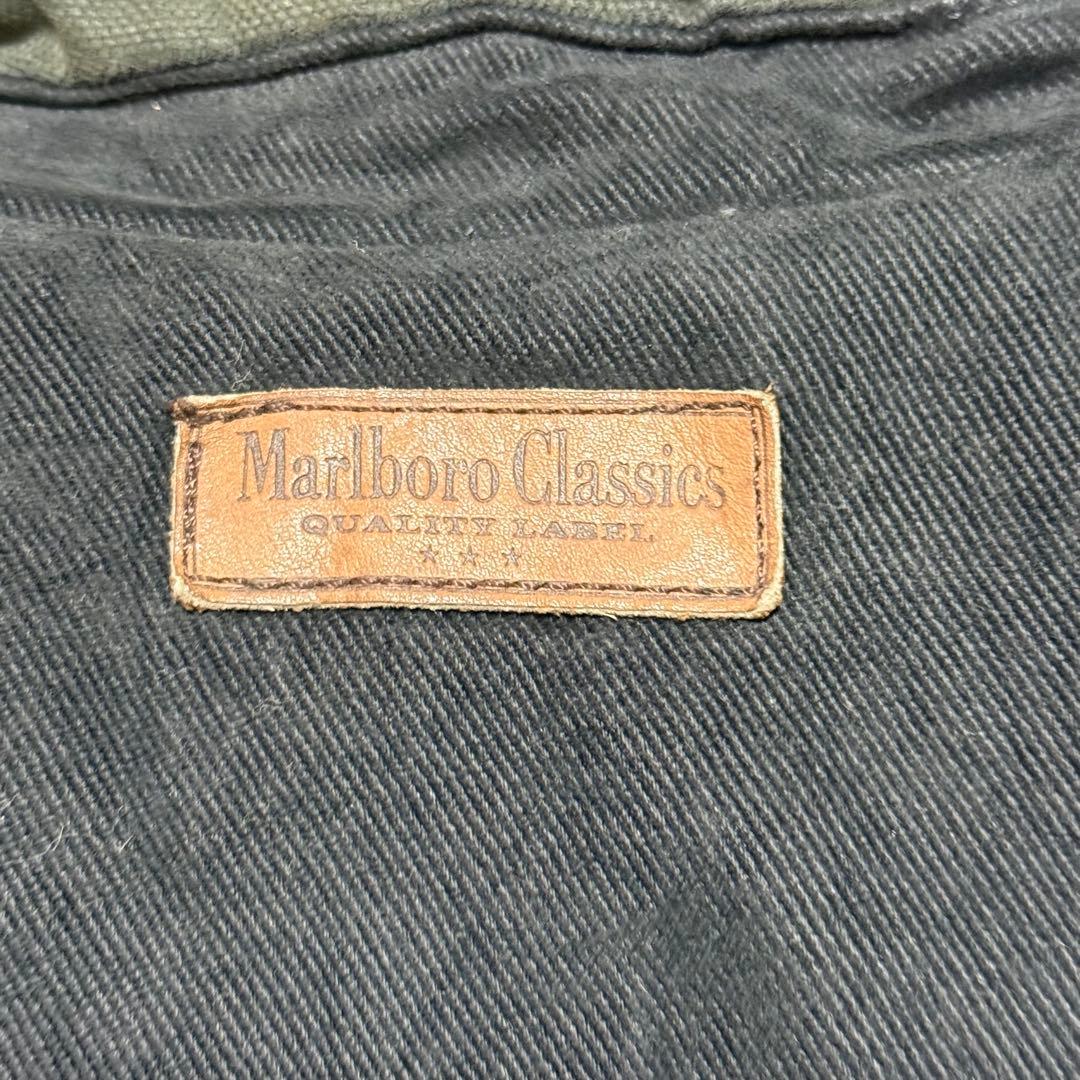 Marlboro Classics
QUALITY LABEL
★ ★ ★